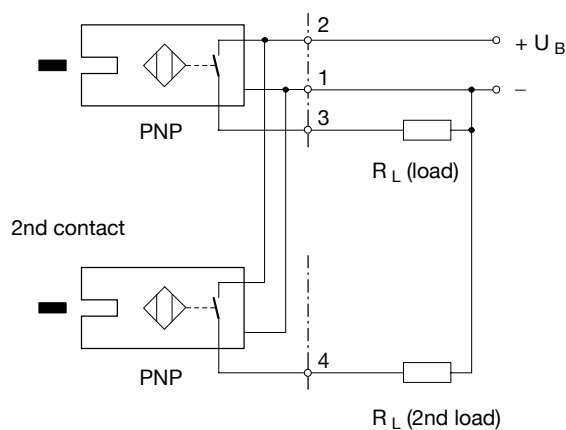 2
+ U B
1
−
3
PNP
R L (load)
2nd contact
4
PNP
R L (2nd load)